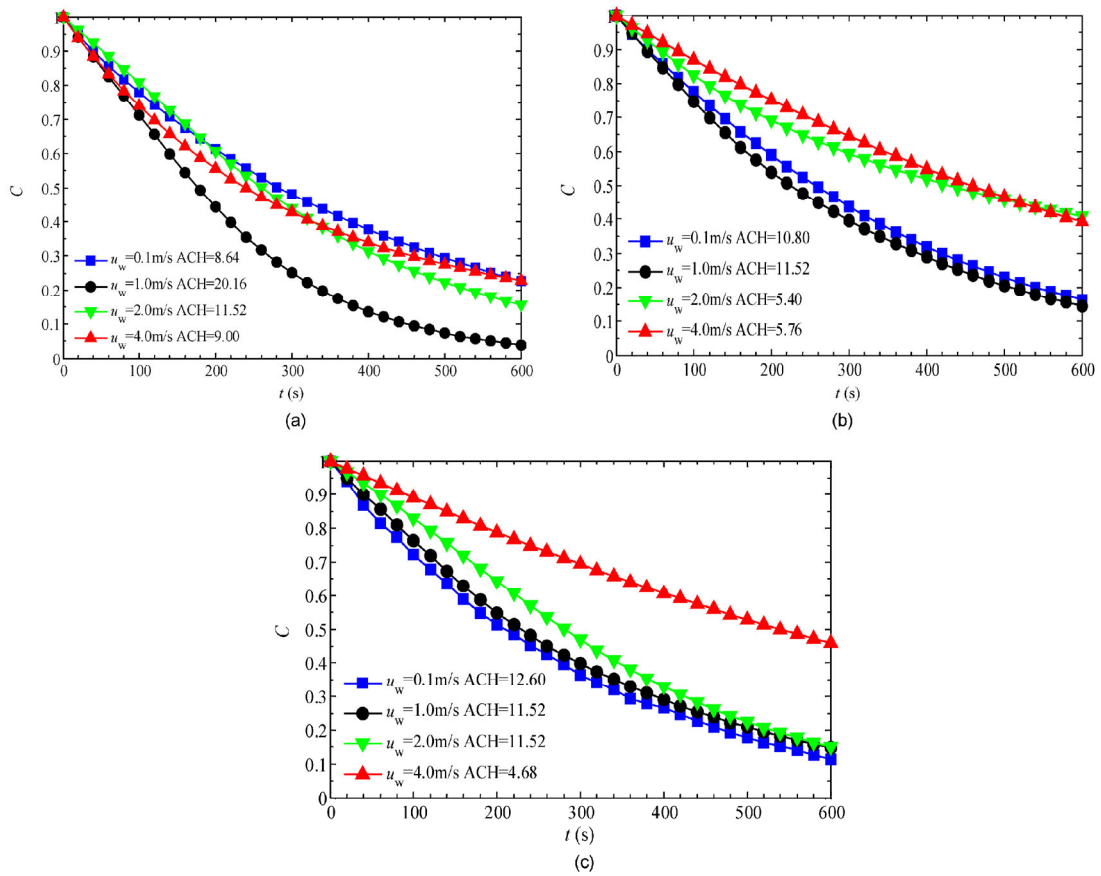 1
0.9
0.8
0.7
0.6
0.5
0.4
0.3
0.2
0.1
0
C
u_w=0.1m/s ACH=8.64
u_w=1.0m/s ACH=20.16
u_w=2.0m/s ACH=11.52
u_w=4.0m/s ACH=9.00
0 100 200 300 400 500 600
t (s)
(a)
1
0.9
0.8
0.7
0.6
0.5
0.4
0.3
0.2
0.1
0
C
u_w=0.1m/s ACH=10.80
u_w=1.0m/s ACH=11.52
u_w=2.0m/s ACH=5.40
u_w=4.0m/s ACH=5.76
0 100 200 300 400 500 600
t (s)
(b)
1
0.9
0.8
0.7
0.6
0.5
0.4
0.3
0.2
0.1
0
C
u_w=0.1m/s ACH=12.60
u_w=1.0m/s ACH=11.52
u_w=2.0m/s ACH=11.52
u_w=4.0m/s ACH=4.68
0 100 200 300 400 500 600
t (s)
(c)